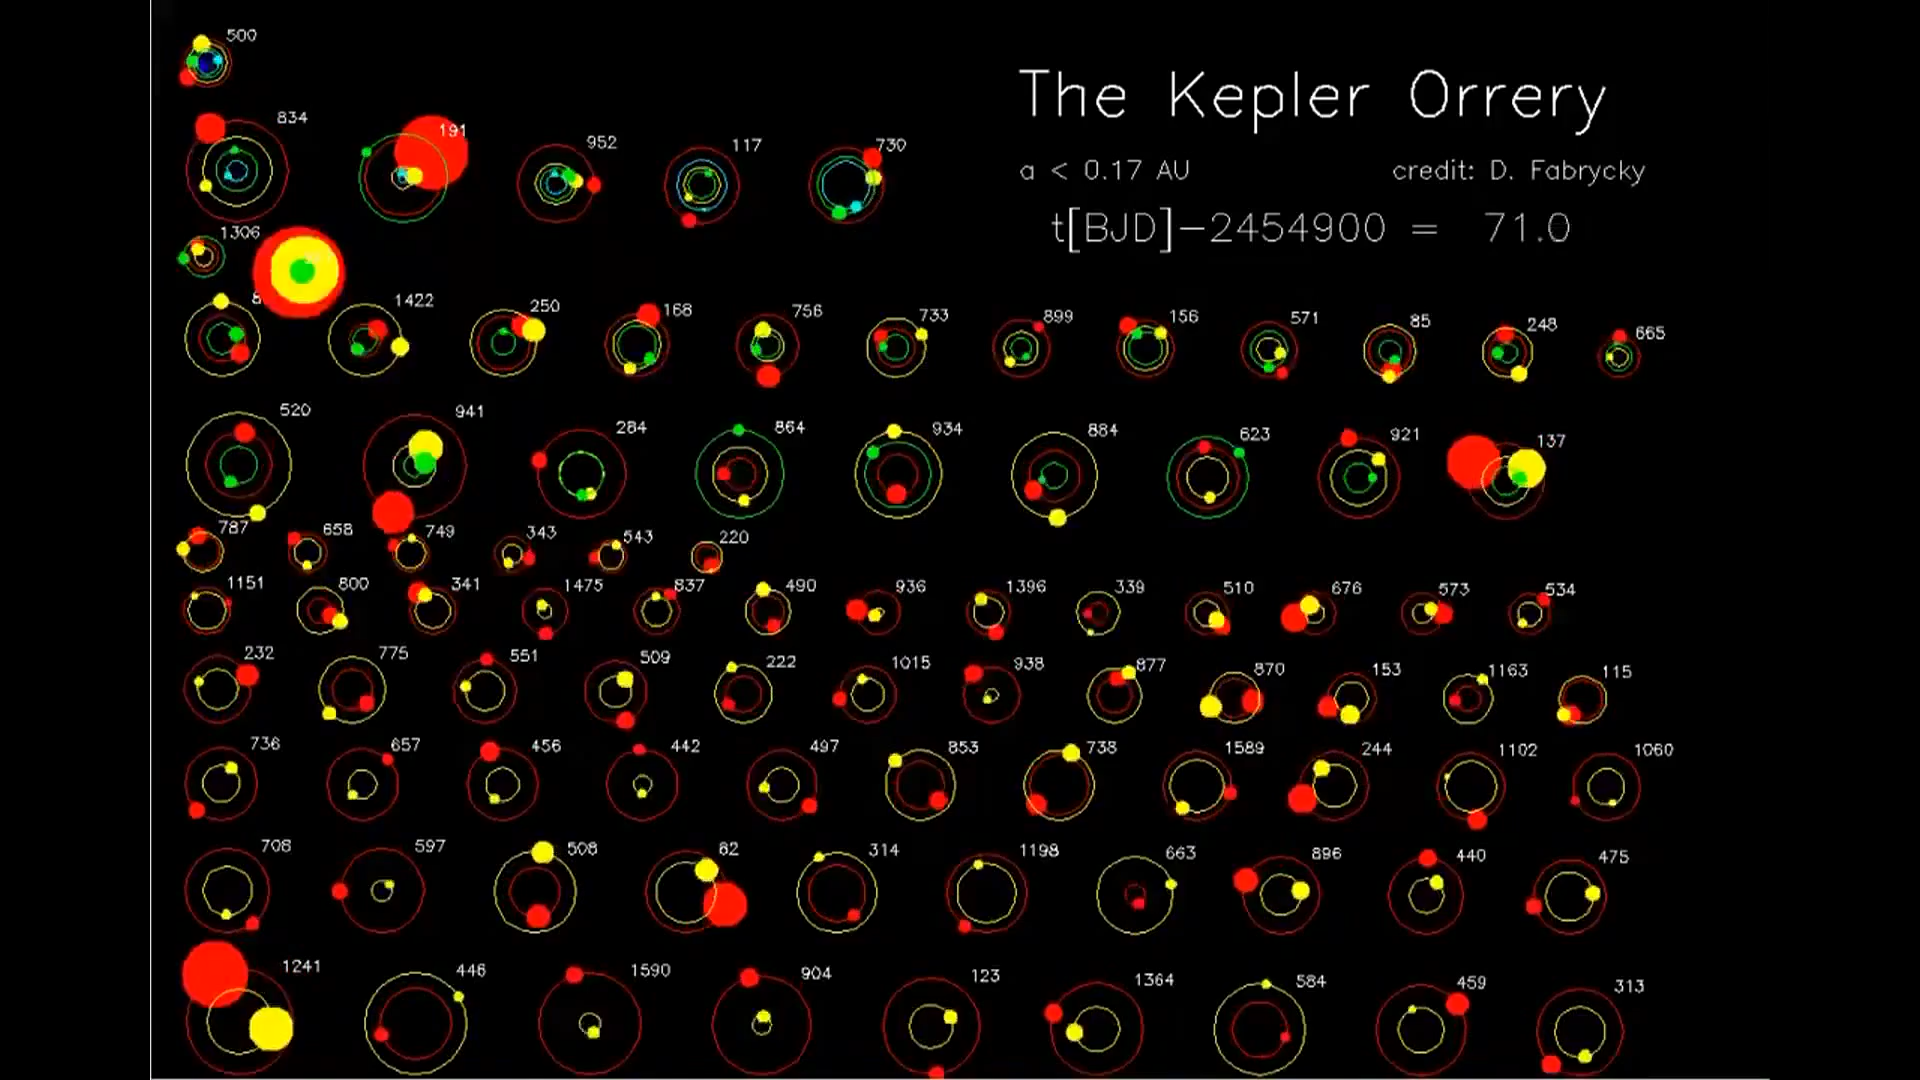 500
The Kepler Orrery
834 191 952 117 730
a < 0.17 AU credit: D. Fabrycky
t[BJD]−2454900 = 71.0
1306
8 1422 250 168 756 733 899 156 571 85 248 665
520 941 284 864 934 884 623 921 137
787 658 749 343 543 220
1151 800 341 1475 837 490 936 1396 339 510 676 573 534
232 775 551 509 222 1015 938 877 870 153 1163 115
736 657 456 442 497 853 738 1589 244 1102 1060
708 597 508 82 314 1198 663 896 440 475
1241 446 1590 904 123 1364 584 459 313